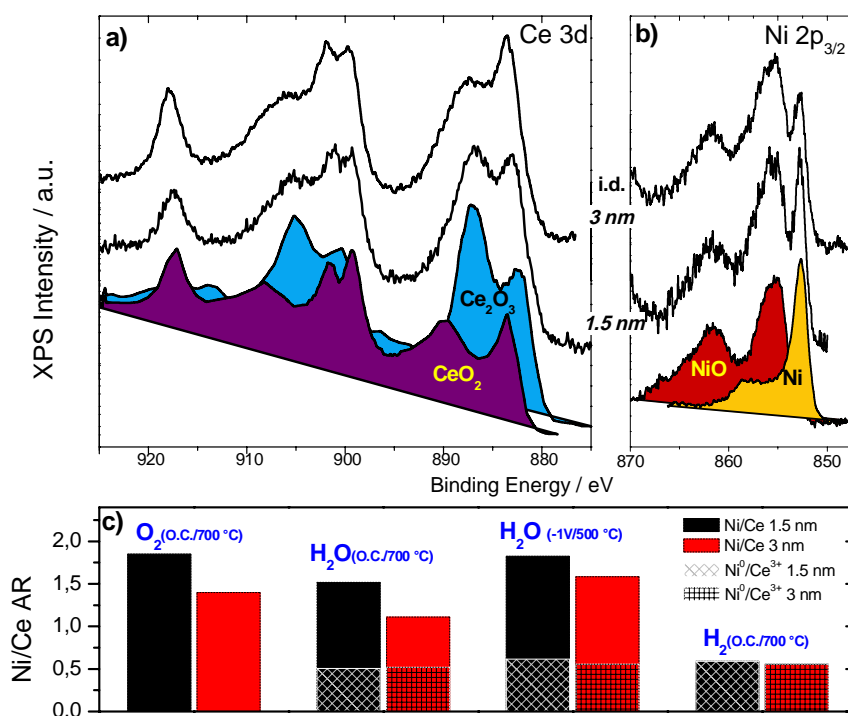 a)
Ce 3d
b)
Ni 2p3/2
XPS Intensity / a.u.
i.d.
3 nm
1.5 nm
Ce2O3
CeO2
NiO
Ni
920 910 900 890 880
870 860 850
Binding Energy / eV
c)
O2(O.C./700 °C)
H2O(O.C./700 °C)
H2O (-1V/500 °C)
H2(O.C./700 °C)
Ni/Ce 1.5 nm
Ni/Ce 3 nm
Ni0/Ce3+ 1.5 nm
Ni0/Ce3+ 3 nm
Ni/Ce AR
2,0
1,5
1,0
0,5
0,0